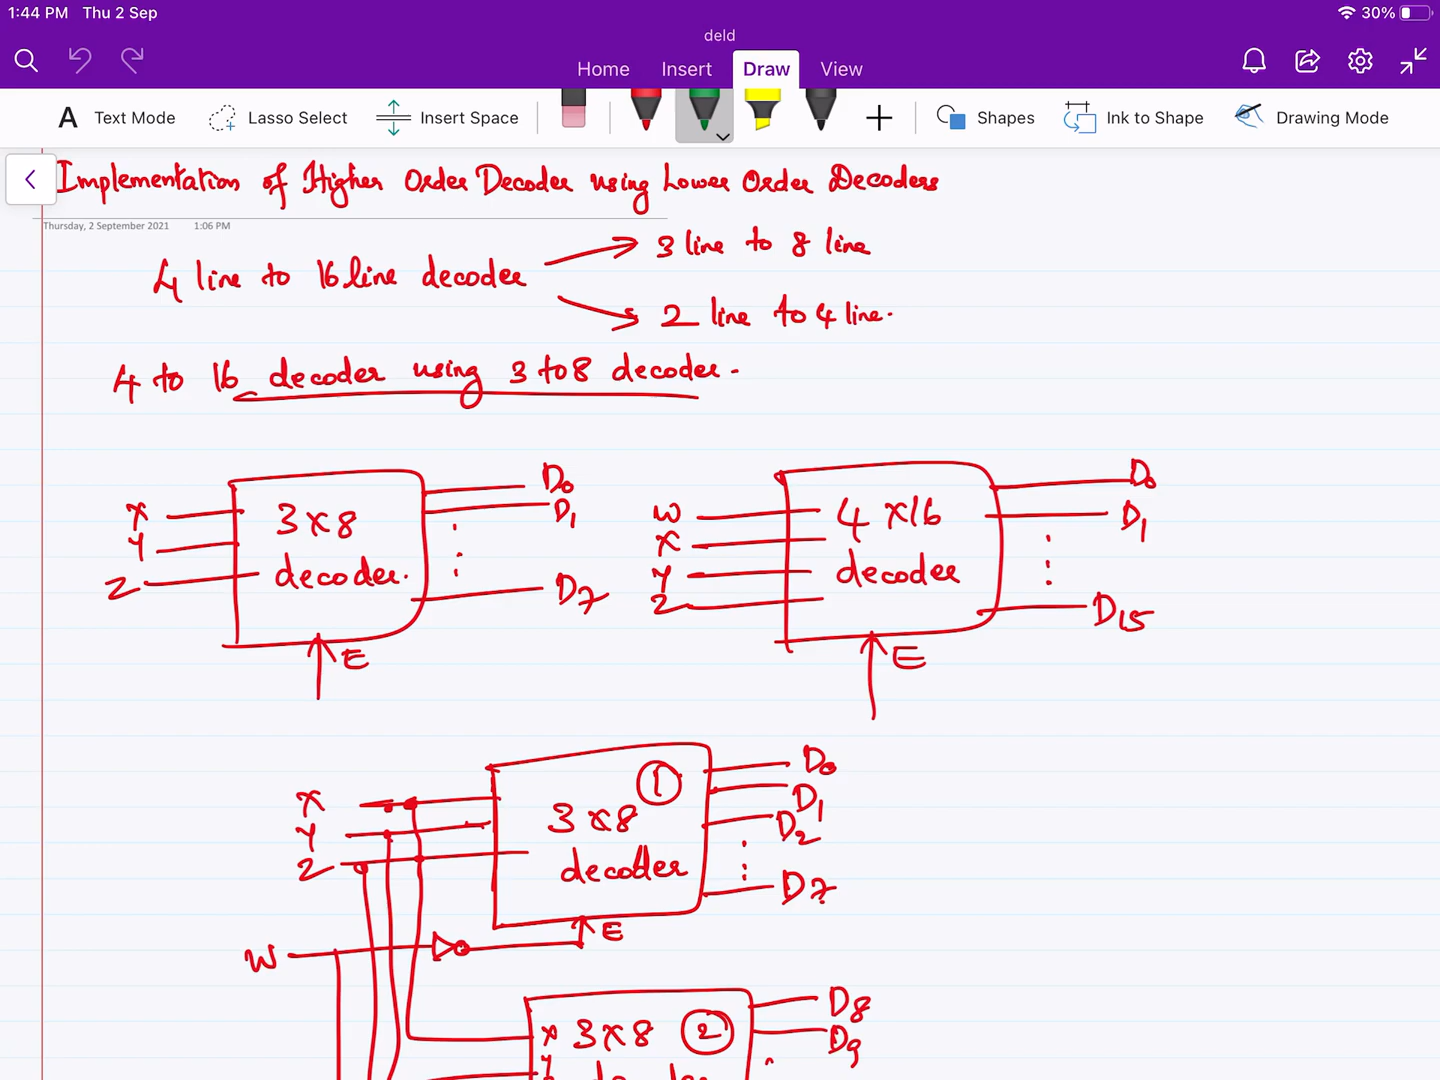 1:44 PM Thu 2 Sep 30%
deld
Home Insert Draw View
Text Mode Lasso Select Insert Space Shapes Ink to Shape Drawing Mode
Implementation of Higher Order Decoder using Lower Order Decoders
Thursday, 2 September 2021 1:06 PM
3 line to 8 line
4 line to 16 line decoder
2 line to 4 line.
4 to 16 decoder using 3 to 8 decoder.
X
Y
Z
3x8
decoder.
E
D0
D1
D7
W
X
Y
Z
4x16
decoder
E
D0
D1
D15
X
Y
Z
W
1
3x8
decoder
E
D0
D1
D2
D7
X
Y
3x8
2
D8
D9